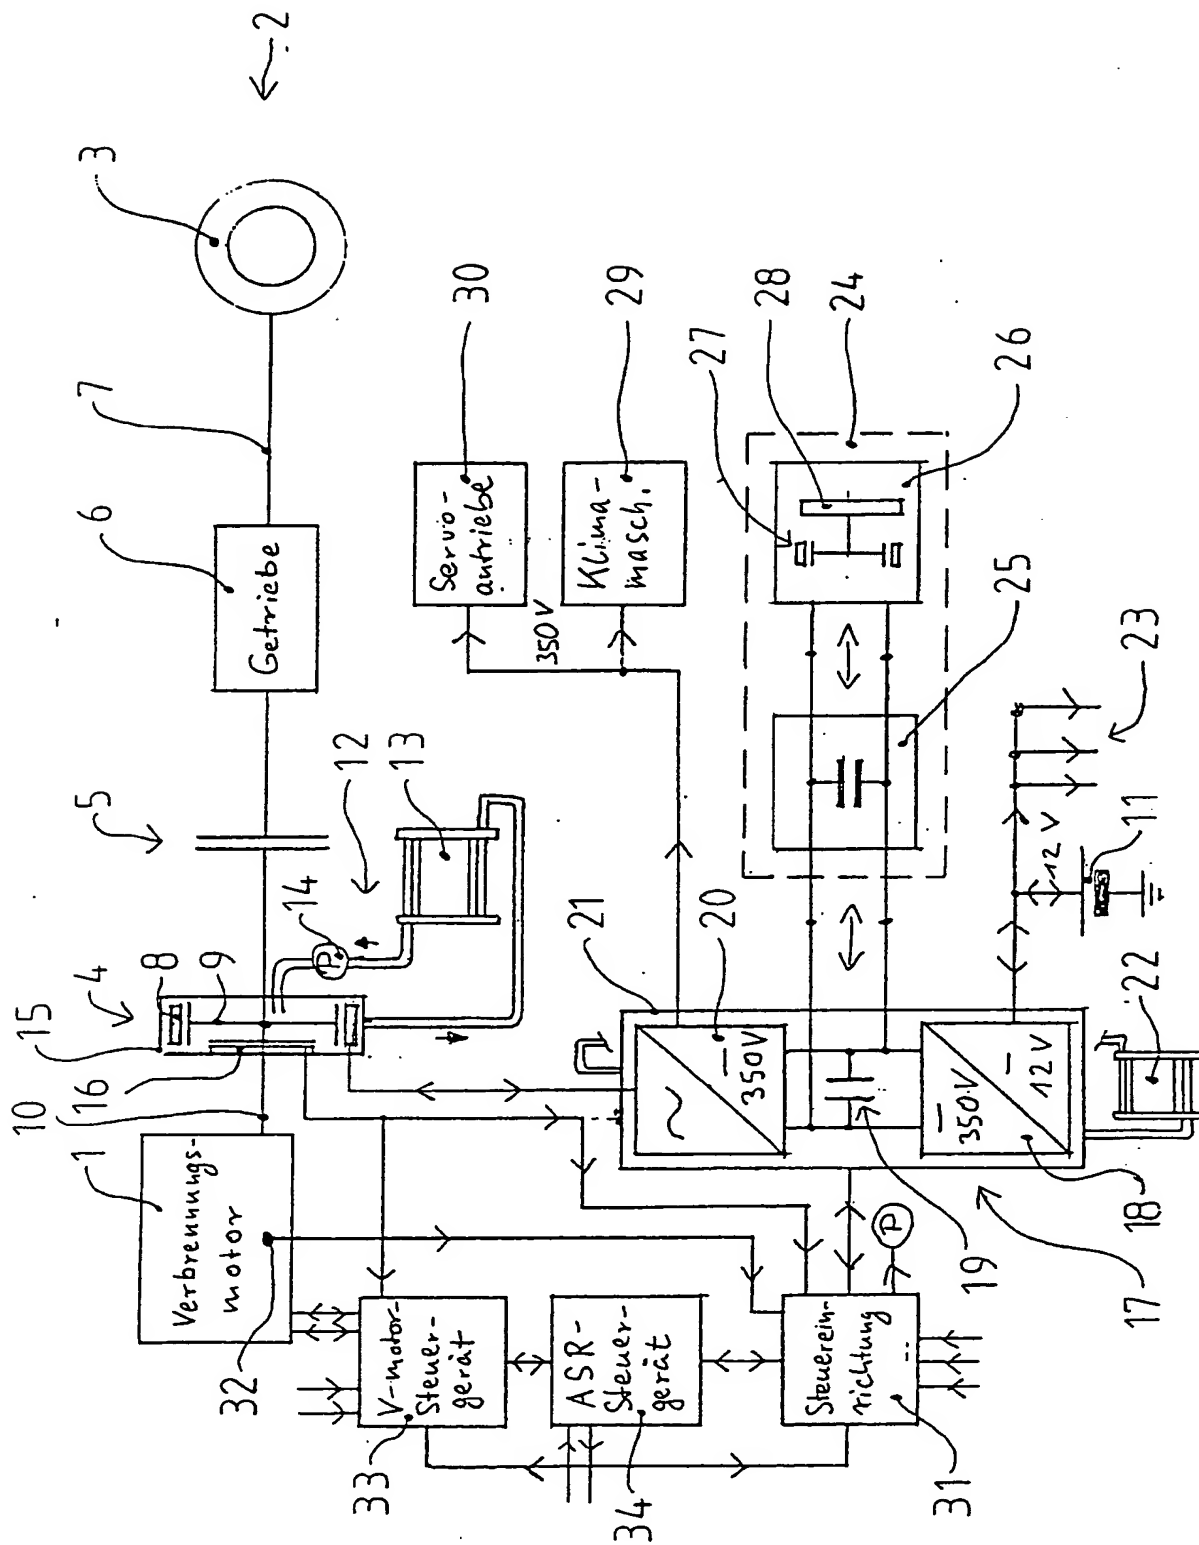 2
3
7
6
Getriebe
5
12
13
14
P
8
4
9
15
16
10
1
Verbrennungs-
motor
32
30
Servo-
antriebe
350V
29
Klima-
masch.
27
28
24
26
25
23
11
12 V
21
20
~
350V
350V
12V
22
19
18
17
P
33
V-motor-
Steuer-
gerät
34
ASR-
Steuer-
gerät
31
Steuerein-
richtung